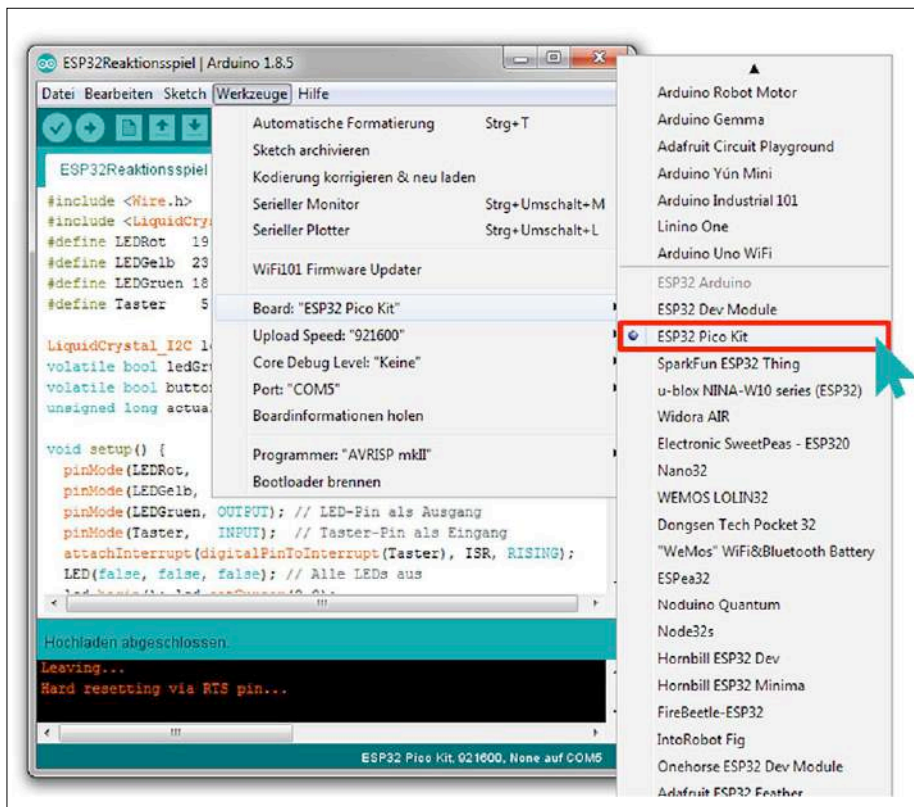 ESP32Reaktionsspiel | Arduino 1.8.5
Datei Bearbeiten Sketch Werkzeuge Hilfe
ESP32Reaktionsspiel
#include <Wire.h>
#include <LiquidCry
#define LEDRot 19
#define LEDGelb 23
#define LEDGruen 18
#define Taster 5
LiquidCrystal_I2C l
volatile bool ledGr
volatile bool butto
unsigned long actua
void setup() {
pinMode(LEDRot,
pinMode(LEDGelb,
pinMode(LEDGruen, OUTPUT); // LED-Pin als Ausgang
pinMode(Taster, INPUT); // Taster-Pin als Eingang
attachInterrupt(digitalPinToInterrupt(Taster), ISR, RISING);
LED(false, false, false); // Alle LEDs aus
Hochladen abgeschlossen.
Leaving...
Hard resetting via RTS pin...
ESP32 Pico Kit, 921600, None auf COM5
Automatische Formatierung Strg+T
Sketch archivieren
Kodierung korrigieren & neu laden
Serieller Monitor Strg+Umschalt+M
Serieller Plotter Strg+Umschalt+L
WiFi101 Firmware Updater
Board: "ESP32 Pico Kit"
Upload Speed: "921600"
Core Debug Level: "Keine"
Port: "COM5"
Boardinformationen holen
Programmer: "AVRISP mkII"
Bootloader brennen
Arduino Robot Motor
Arduino Gemma
Adafruit Circuit Playground
Arduino Yún Mini
Arduino Industrial 101
Linino One
Arduino Uno WiFi
ESP32 Arduino
ESP32 Dev Module
ESP32 Pico Kit
SparkFun ESP32 Thing
u-blox NINA-W10 series (ESP32)
Widora AIR
Electronic SweetPeas - ESP320
Nano32
WEMOS LOLIN32
Dongsen Tech Pocket 32
"WeMos" WiFi&Bluetooth Battery
ESPea32
Noduino Quantum
Node32s
Hornbill ESP32 Dev
Hornbill ESP32 Minima
FireBeetle-ESP32
IntoRobot Fig
Onehorse ESP32 Dev Module
Adafruit ESP32 Feather